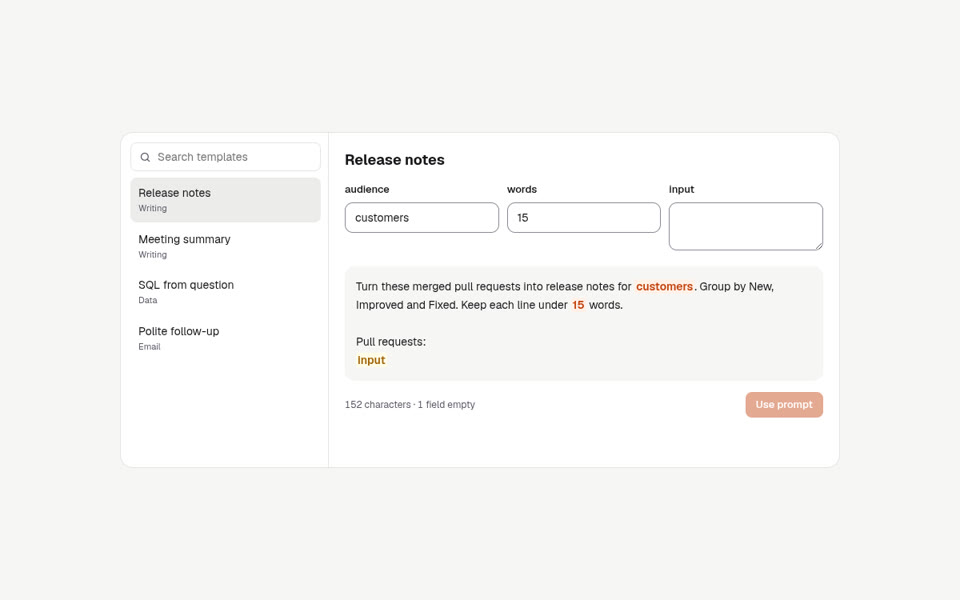 Search templates
Release notes
Writing
Meeting summary
Writing
SQL from question
Data
Polite follow-up
Email
Release notes
audience
words
input
customers
15
Turn these merged pull requests into release notes for customers. Group by New,
Improved and Fixed. Keep each line under 15 words.
Pull requests:
input
152 characters · 1 field empty
Use prompt